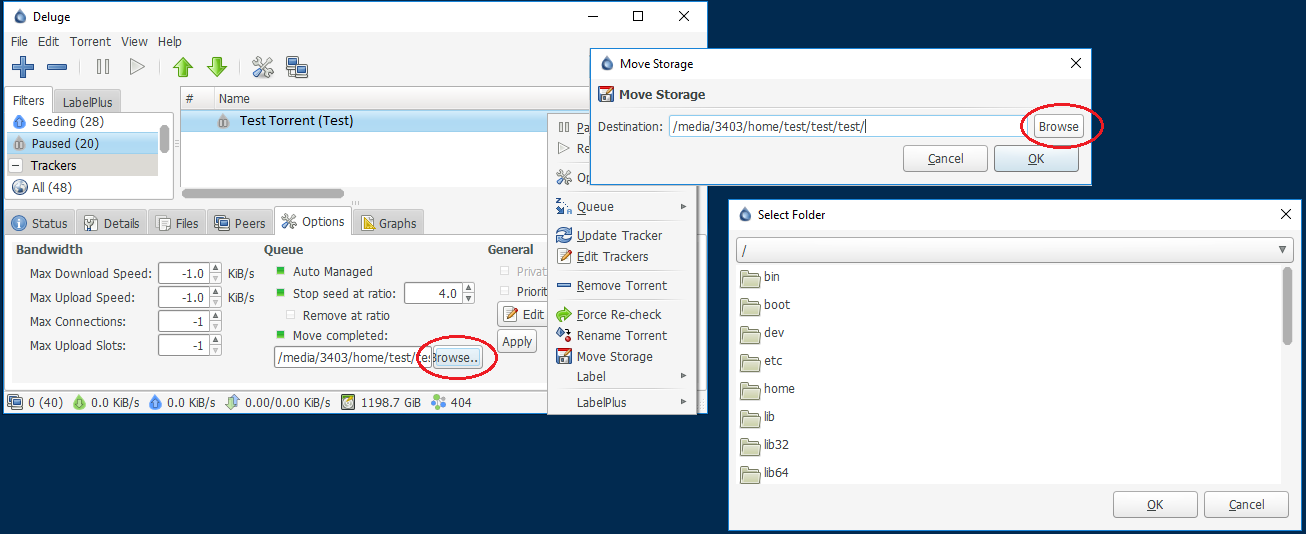 Deluge
File Edit Torrent View Help
Filters LabelPlus
Seeding (28)
Paused (20)
Trackers
All (48)
# Name
Test Torrent (Test)
Status Details Files Peers Options Graphs
Bandwidth
Max Download Speed: -1.0 KiB/s
Max Upload Speed: -1.0 KiB/s
Max Connections: -1
Max Upload Slots: -1
Queue
Auto Managed
Stop seed at ratio: 4.0
Remove at ratio
Move completed:
/media/3403/home/test/tes Browse..
General
Privat
Priorit
Edit
Apply
0 (40) 0.0 KiB/s 0.0 KiB/s 0.00/0.00 KiB/s 1198.7 GiB 404
Pa
Re
Op
Queue
Update Tracker
Edit Trackers
Remove Torrent
Force Re-check
Rename Torrent
Move Storage
Label
LabelPlus
Move Storage
Move Storage
Destination: /media/3403/home/test/test/test/ Browse
Cancel OK
Select Folder
/
bin
boot
dev
etc
home
lib
lib32
lib64
OK Cancel